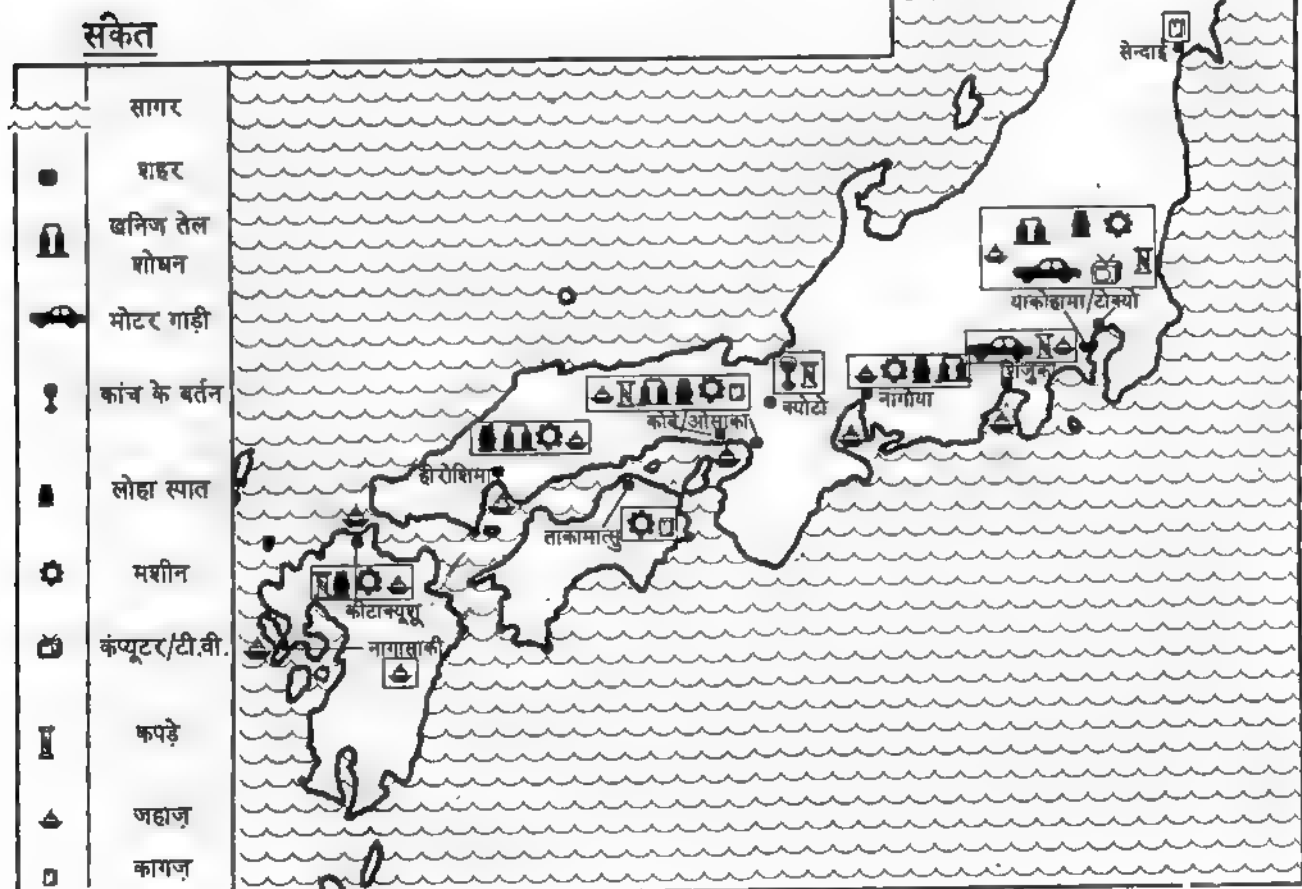 संकेत
सागर
शहर
खनिज तेल
शोधन
मोटर गाड़ी
कांच के बर्तन
लोहा स्पात
मशीन
कंप्यूटर/टी.वी.
कपड़े
जहाज़
कागज़
सेन्दाई
याकोहामा/टोक्यो
शिजुका
नागोया
क्योटो
कोबे/ओसाका
हीरोशिमा
ताकामात्सु
कीटाक्यूशू
नागासाकी